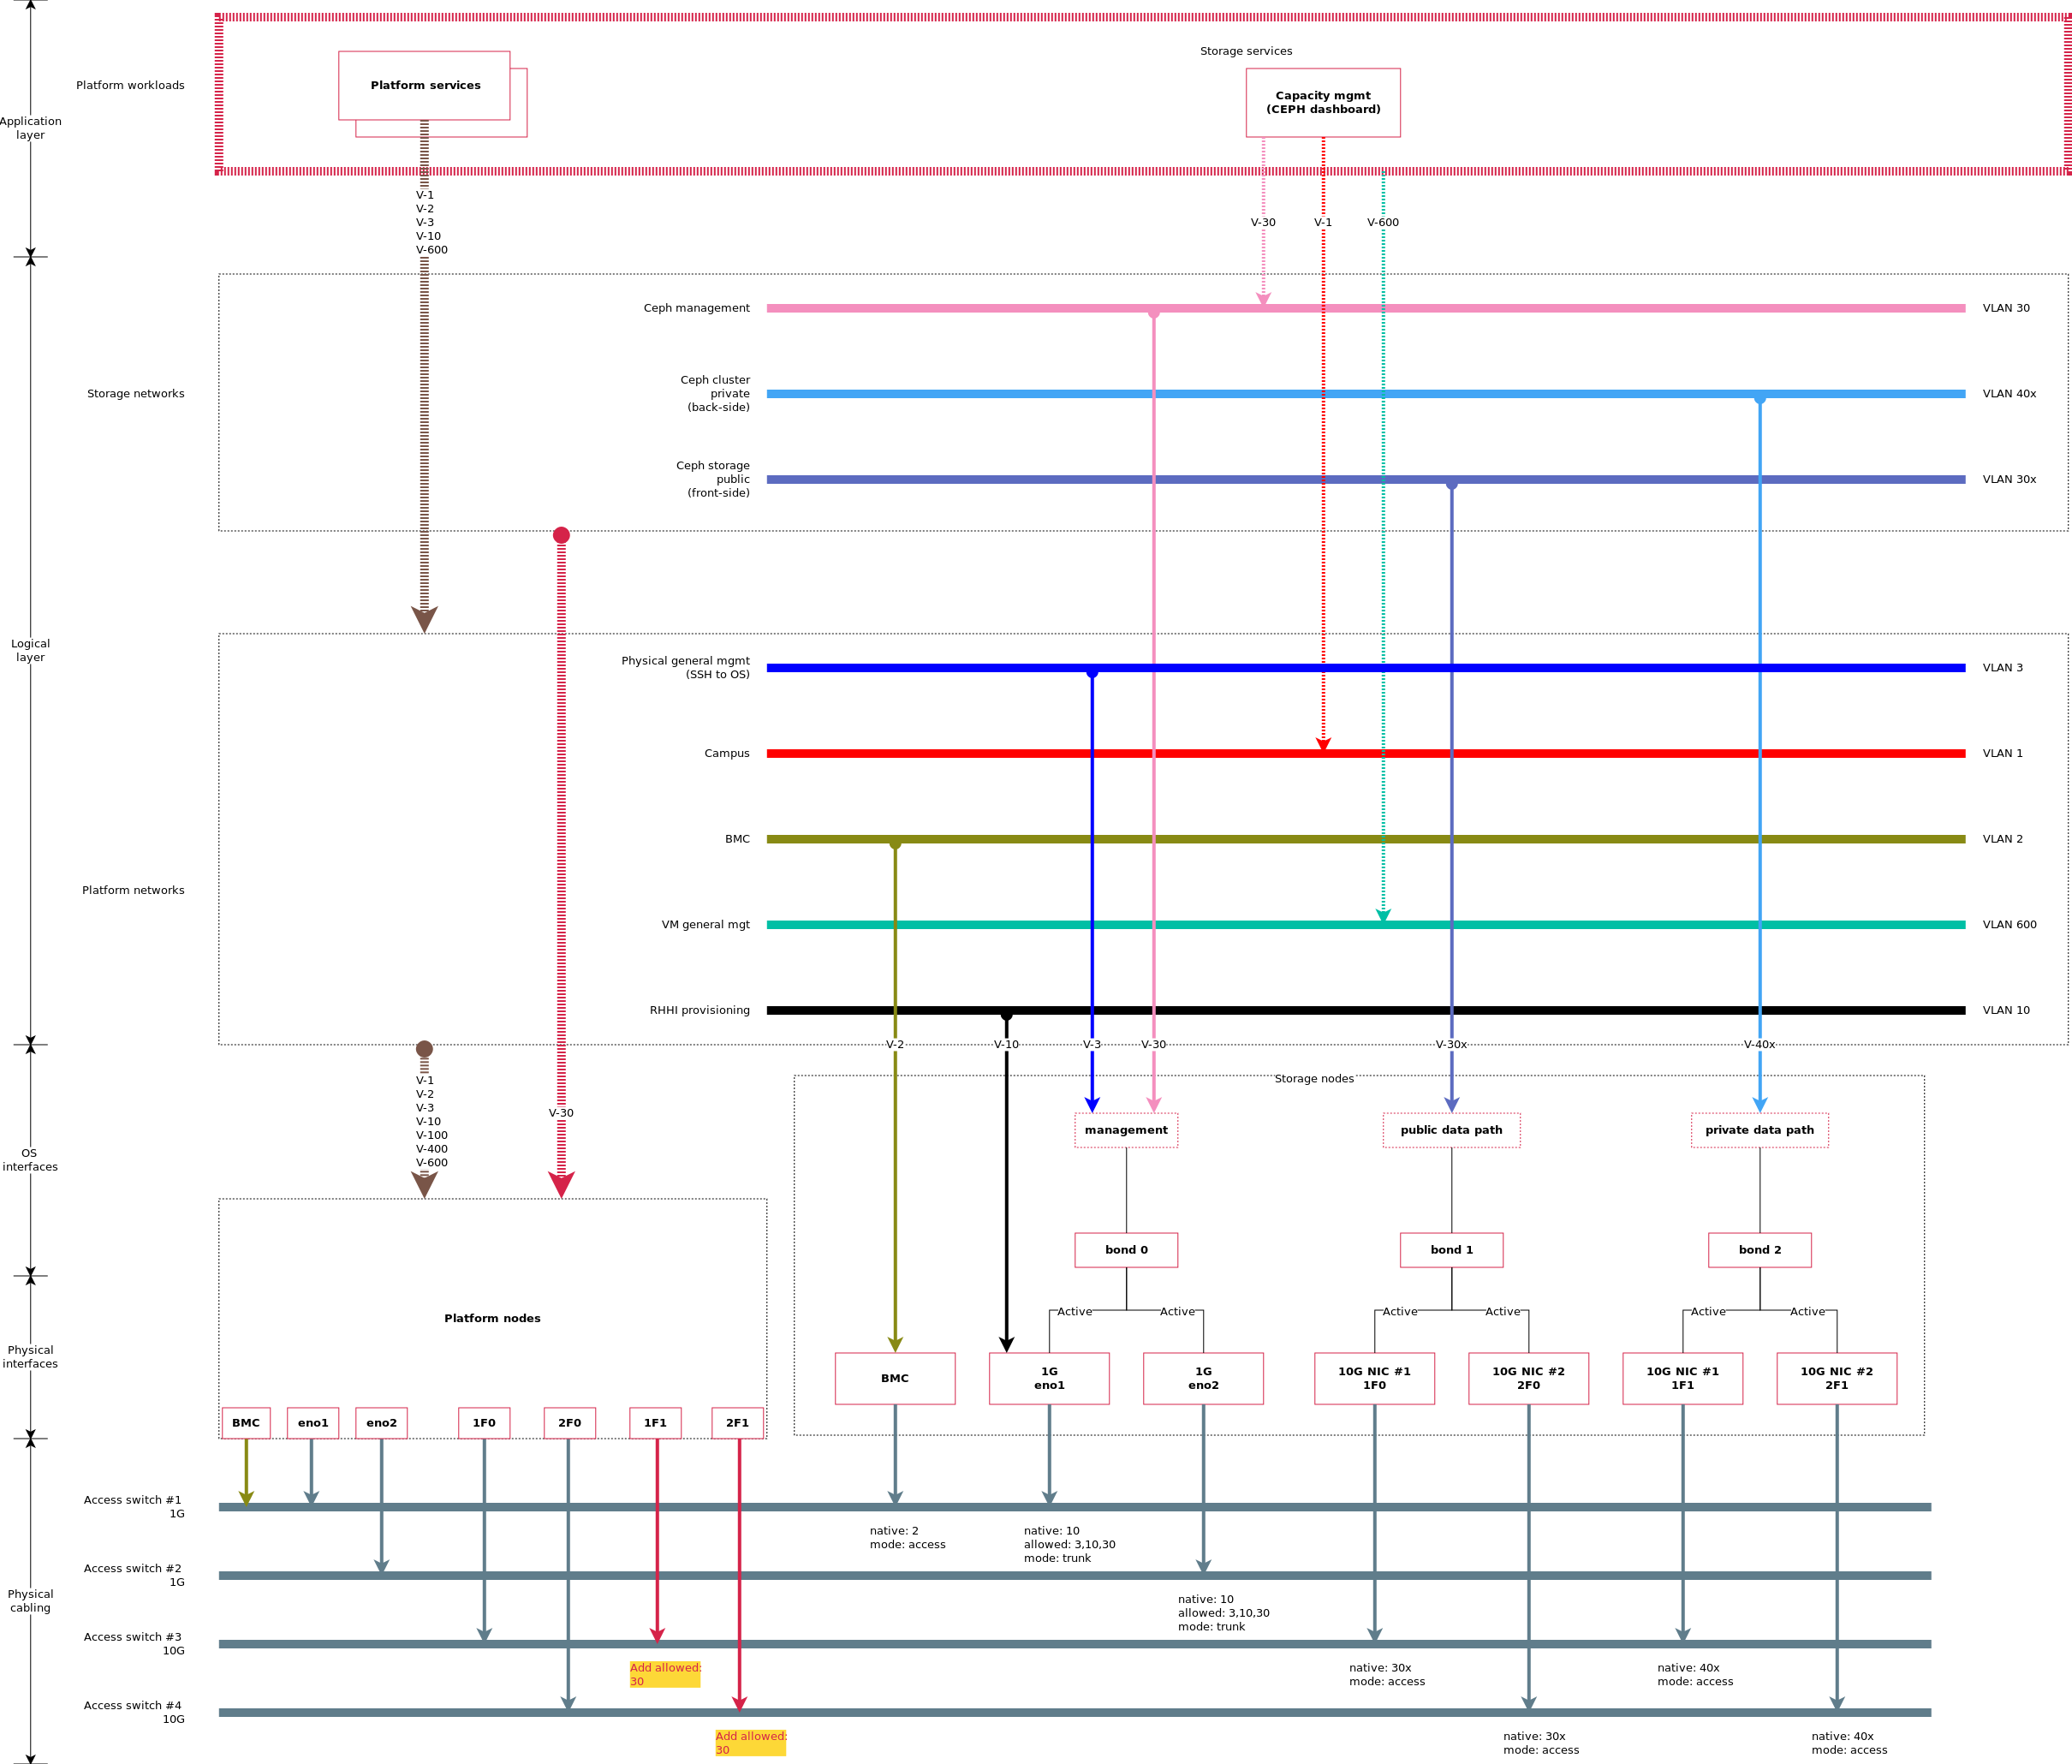 Storage services
Platform workloads
Platform services
Capacity mgmt
(CEPH dashboard)
Application
layer
V-1
V-2
V-3
V-10
V-600
V-30
V-1
V-600
Ceph management
VLAN 30
Storage networks
Ceph cluster
private
(back-side)
VLAN 40x
Ceph storage
public
(front-side)
VLAN 30x
Logical
layer
Physical general mgmt
(SSH to OS)
VLAN 3
Campus
VLAN 1
BMC
VLAN 2
Platform networks
VM general mgt
VLAN 600
RHHI provisioning
VLAN 10
V-2
V-10
V-3
V-30
V-30x
V-40x
V-1
V-2
V-3
V-10
V-100
V-400
V-600
V-30
Storage nodes
management
public data path
private data path
OS
interfaces
bond 0
bond 1
bond 2
Active
Active
Active
Active
Active
Active
Platform nodes
Physical
interfaces
BMC
1G
eno1
1G
eno2
10G NIC #1
1F0
10G NIC #2
2F0
10G NIC #1
1F1
10G NIC #2
2F1
BMC
eno1
eno2
1F0
2F0
1F1
2F1
Access switch #1
1G
native: 2
mode: access
native: 10
allowed: 3,10,30
mode: trunk
Access switch #2
1G
Physical
cabling
native: 10
allowed: 3,10,30
mode: trunk
Access switch #3
10G
Add allowed:
30
native: 30x
mode: access
native: 40x
mode: access
Access switch #4
10G
Add allowed:
30
native: 30x
mode: access
native: 40x
mode: access